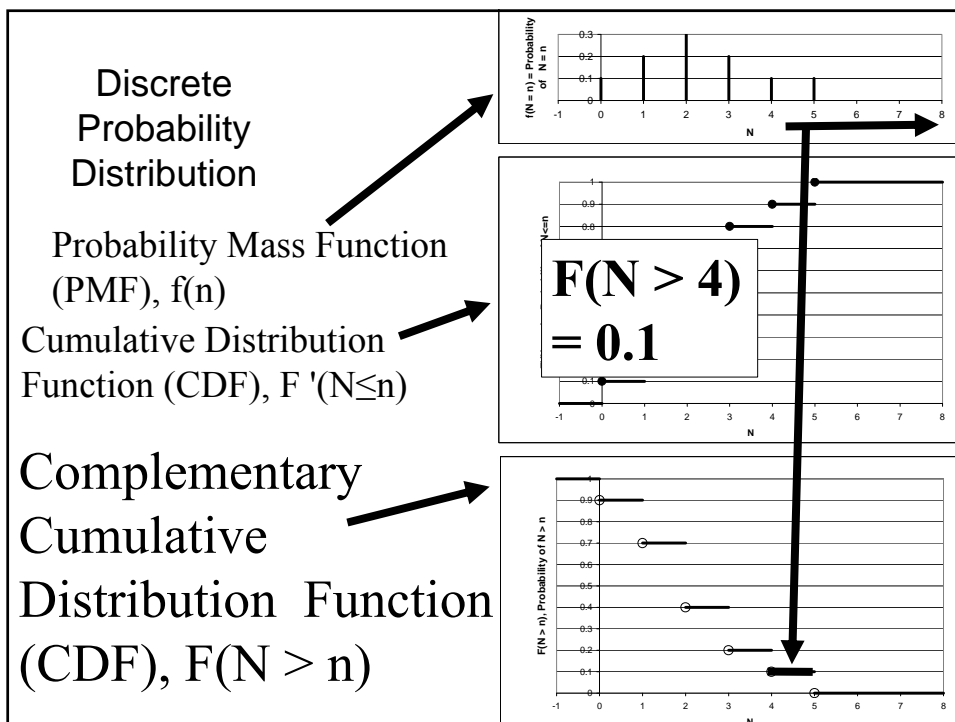 Discrete
Probability
Distribution
Probability Mass Function
(PMF), f(n)
Cumulative Distribution
Function (CDF), F '(N≤n)
Complementary
Cumulative
Distribution Function
(CDF), F(N > n)
f(N = n) = Probability
of N = n
0.3
0.2
0.1
0
-1 0 1 2 3 4 5 6 7 8
N
N<=n
1
0.9
0.8
F(N > 4)
= 0.1
0.1
0
-1 0 1 2 3 4 5 6 7 8
N
F(N > n), Probability of N > n
1
0.9
0.8
0.7
0.6
0.5
0.4
0.3
0.2
0.1
0
-1 0 1 2 3 4 5 6 7 8
N